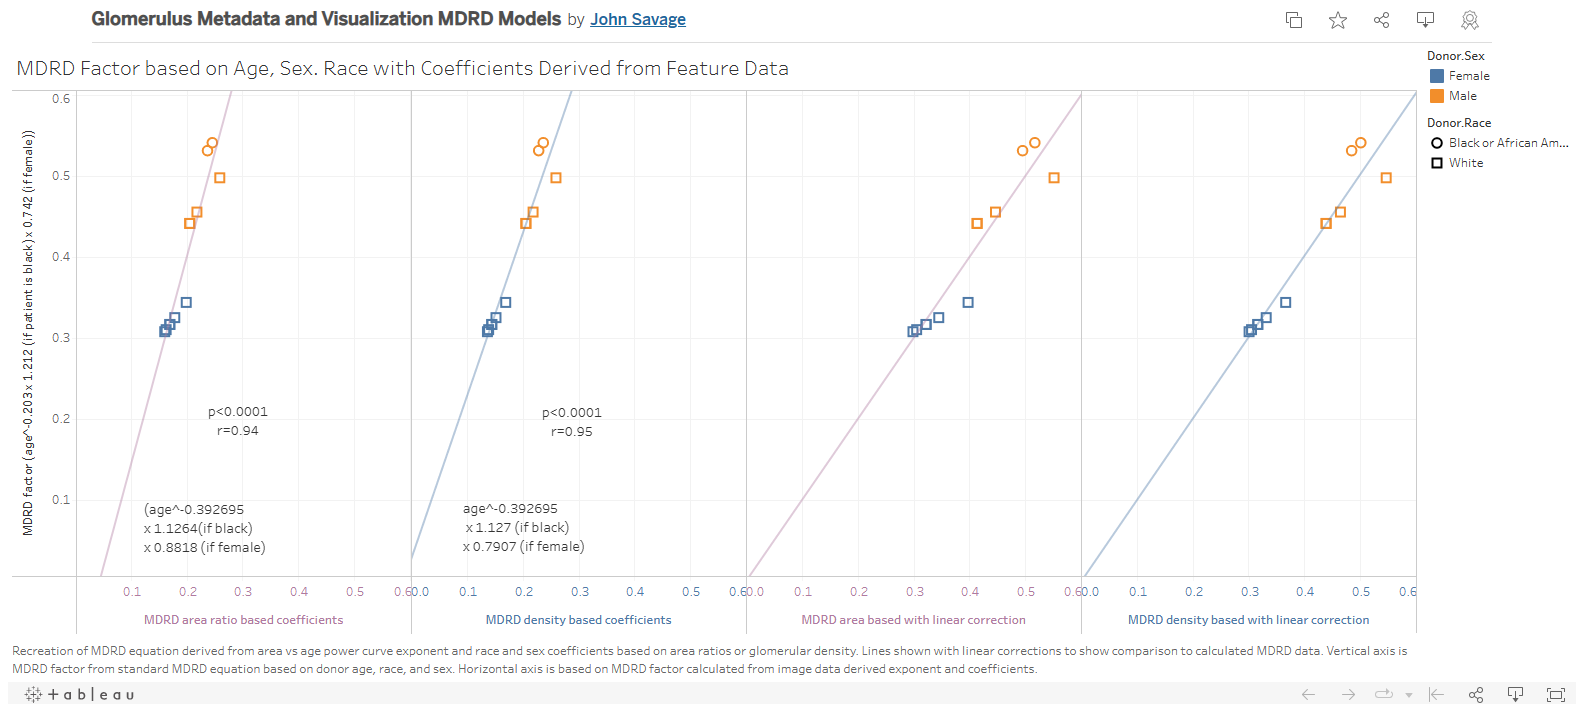 Glomerulus Metadata and Visualization MDRD Models by John Savage
MDRD Factor based on Age, Sex. Race with Coefficients Derived from Feature Data
Donor.Sex
Female
Male
Donor.Race
Black or African Am...
White
MDRD factor (age^-0.203 x 1.212 (if patient is black) x 0.742 (if female))
0.6
0.5
0.4
0.3
0.2
0.1
p<0.0001
r=0.94
(age^-0.392695
x 1.1264(if black)
x 0.8818 (if female)
p<0.0001
r=0.95
age^-0.392695
x 1.127 (if black)
x 0.7907 (if female)
0.1 0.2 0.3 0.4 0.5 0.6 0.0 0.1 0.2 0.3 0.4 0.5 0.6 0.0 0.1 0.2 0.3 0.4 0.5 0.6 0.0 0.1 0.2 0.3 0.4 0.5 0.6
MDRD area ratio based coefficients
MDRD density based coefficients
MDRD area based with linear correction
MDRD density based with linear correction
Recreation of MDRD equation derived from area vs age power curve exponent and race and sex coefficients based on area ratios or glomerular density. Lines shown with linear corrections to show comparison to calculated MDRD data. Vertical axis is
MDRD factor from standard MDRD equation based on donor age, race, and sex. Horizontal axis is based on MDRD factor calculated from image data derived exponent and coefficients.
+ableau